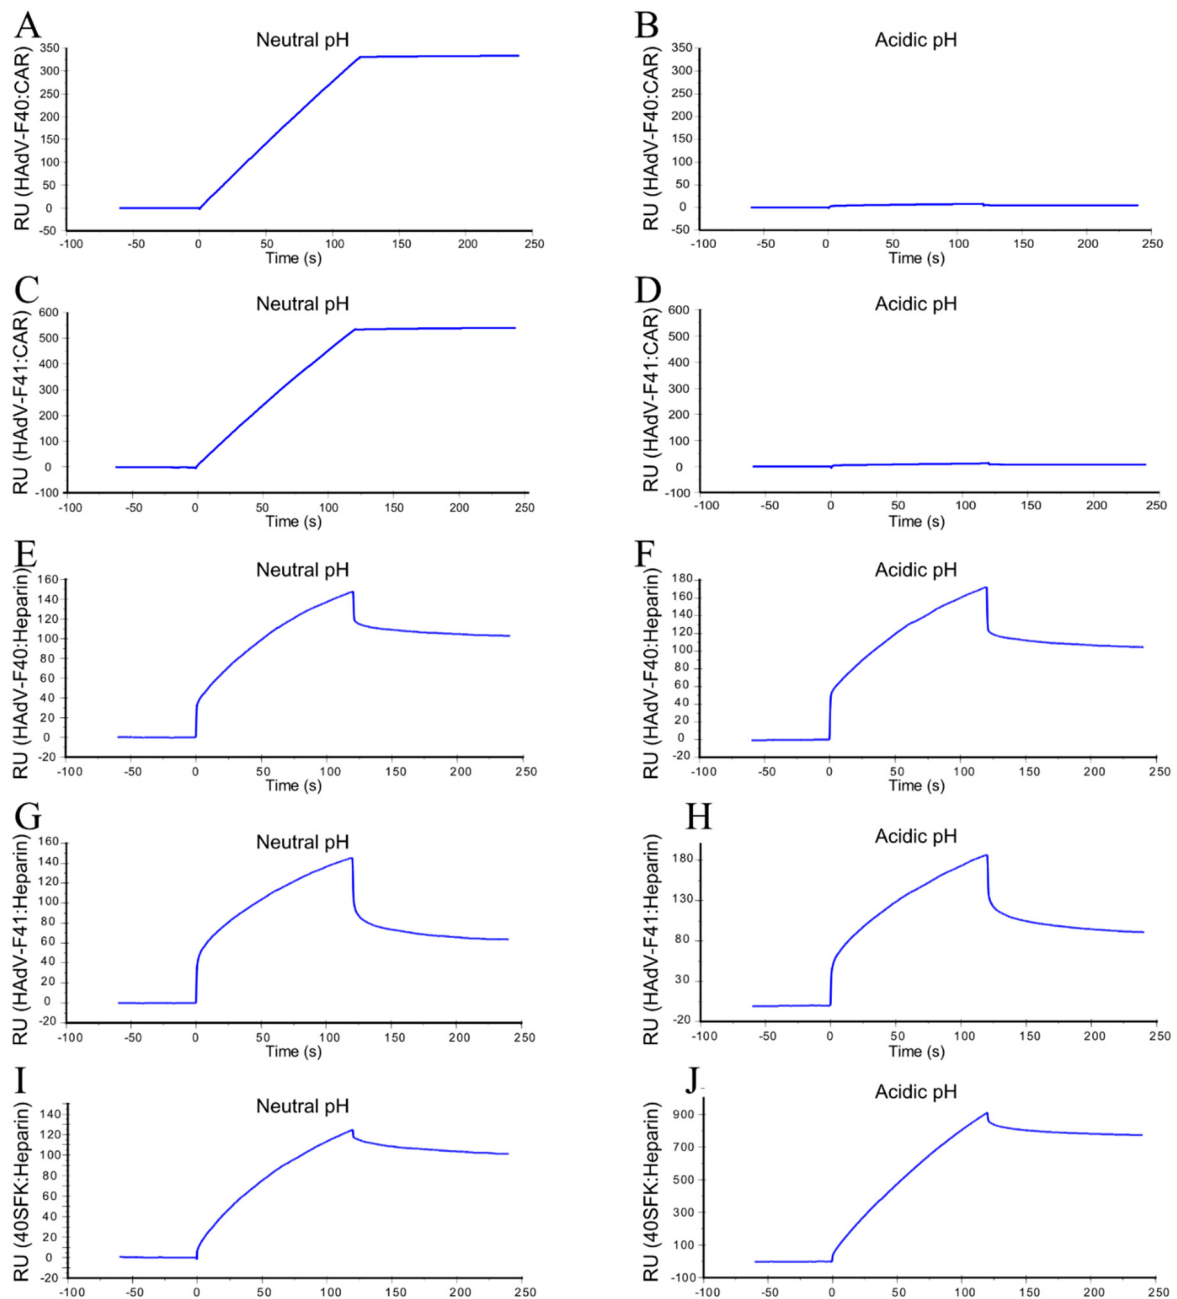 A
Neutral pH
RU (HAdV-F40:CAR)
350
300
250
200
150
100
50
0
-50
-100 -50 0 50 100 150 200 250
Time (s)
B
Acidic pH
RU (HAdV-F40:CAR)
350
300
250
200
150
100
50
0
-50
-100 -50 0 50 100 150 200 250
Time (s)
C
Neutral pH
RU (HAdV-F41:CAR)
600
500
400
300
200
100
0
-100
-100 -50 0 50 100 150 200 250
Time (s)
D
Acidic pH
RU (HAdV-F41:CAR)
600
500
400
300
200
100
0
-100
-100 -50 0 50 100 150 200 250
Time (s)
E
Neutral pH
RU (HAdV-F40:Heparin)
160
140
120
100
80
60
40
20
0
-20
-100 -50 0 50 100 150 200 250
Time (s)
F
Acidic pH
RU (HAdV-F40:Heparin)
180
160
140
120
100
80
60
40
20
0
-20
-100 -50 0 50 100 150 200 250
Time (s)
G
Neutral pH
RU (HAdV-F41:Heparin)
160
140
120
100
80
60
40
20
0
-20
-100 -50 0 50 100 150 200 250
Time (s)
H
Acidic pH
RU (HAdV-F41:Heparin)
180
130
80
30
-20
-100 -50 0 50 100 150 200 250
Time (s)
I
Neutral pH
RU (40SFK:Heparin)
140
120
100
80
60
40
20
0
-20
-100 -50 0 50 100 150 200 250
Time (s)
J
Acidic pH
RU (40SFK:Heparin)
900
700
500
300
100
-100
-100 -50 0 50 100 150 200 250
Time (s)